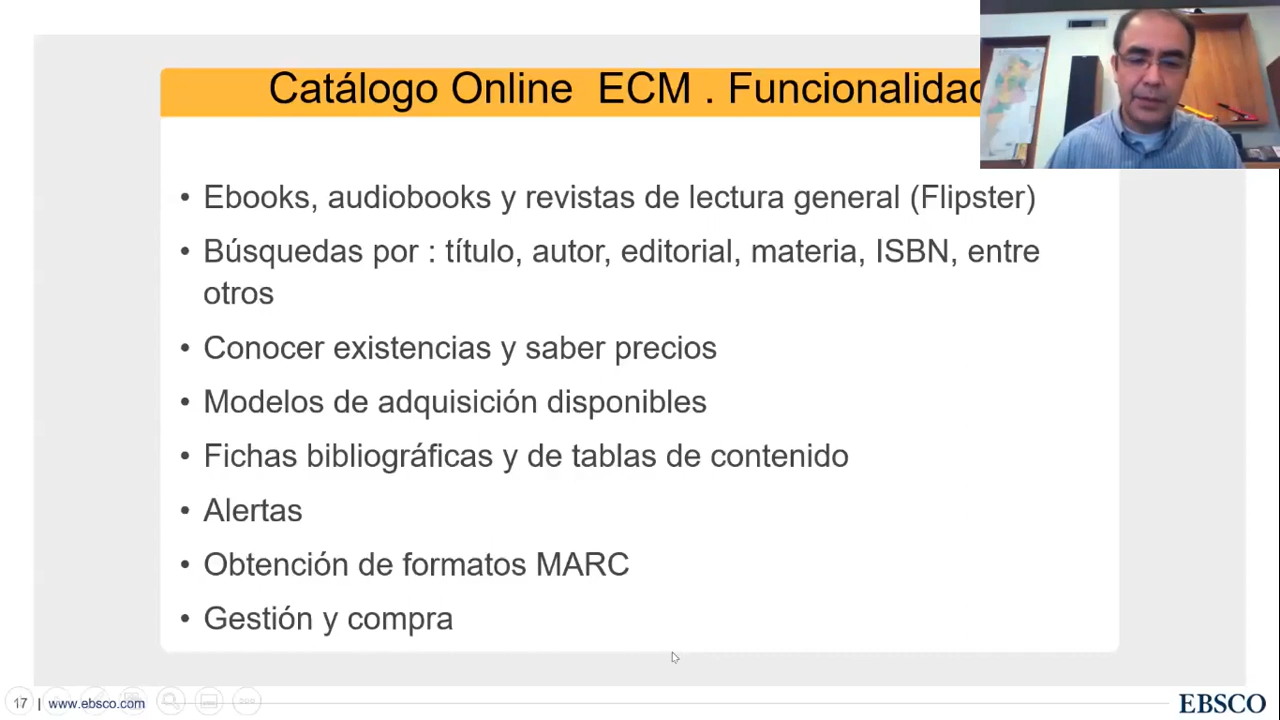 Catálogo Online ECM . Funcionalidad
• Ebooks, audiobooks y revistas de lectura general (Flipster)
• Búsquedas por : título, autor, editorial, materia, ISBN, entre
otros
• Conocer existencias y saber precios
• Modelos de adquisición disponibles
• Fichas bibliográficas y de tablas de contenido
• Alertas
• Obtención de formatos MARC
• Gestión y compra
17 | www.ebsco.com
EBSCO